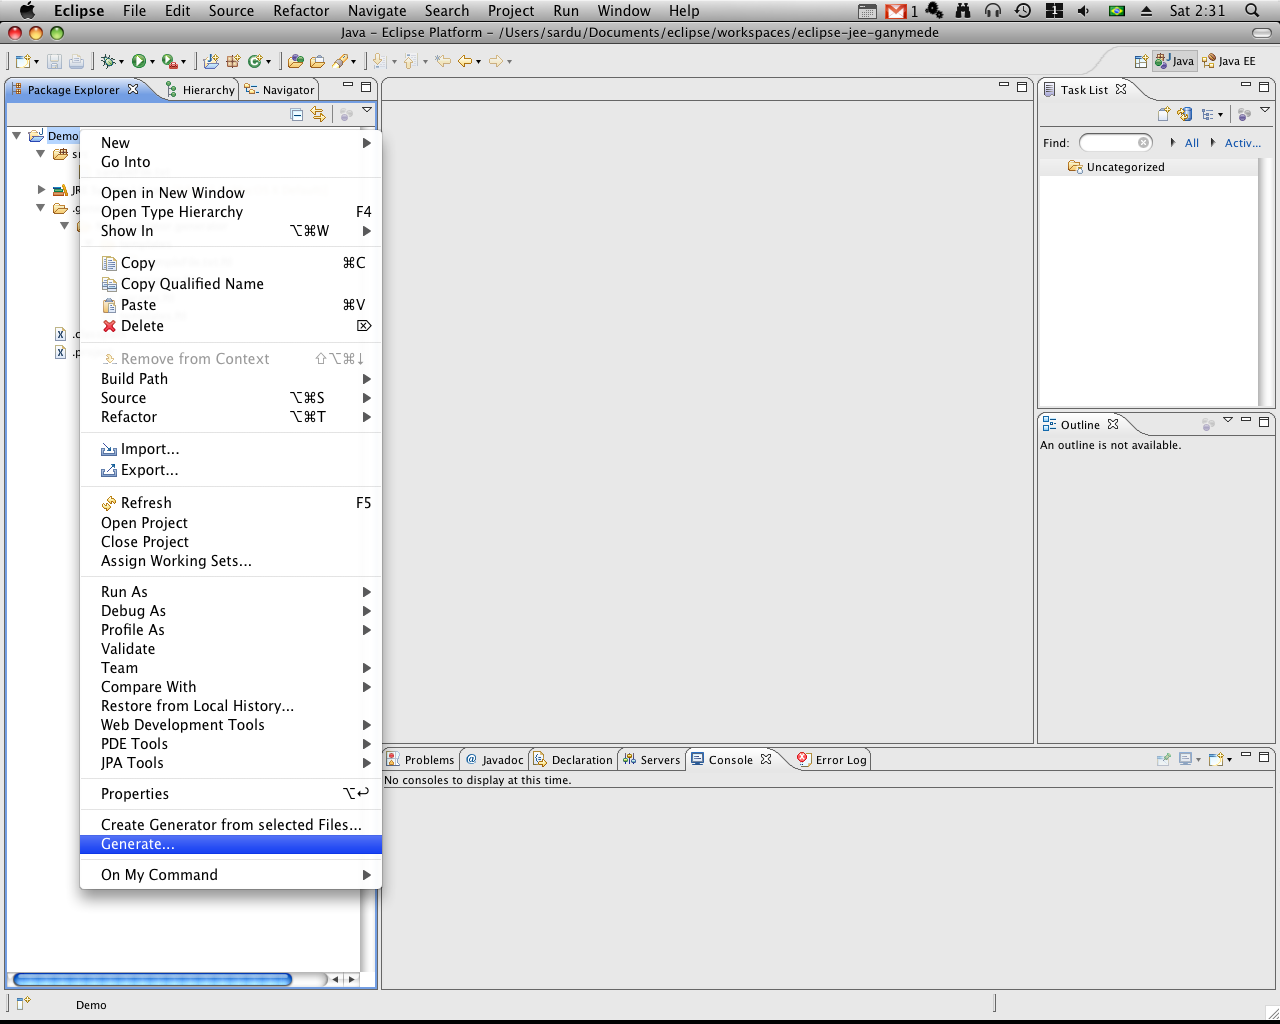 Eclipse File Edit Source Refactor Navigate Search Project Run Window Help 1 Sat 2:31
Java – Eclipse Platform – /Users/sardu/Documents/eclipse/workspaces/eclipse-jee-ganymede
Java Java EE
Package Explorer Hierarchy Navigator
Task List
Demo
New
Go Into
Open in New Window
Open Type Hierarchy F4
Show In ⌥⌘W
Copy ⌘C
Copy Qualified Name
Paste ⌘V
Delete ⌦
Remove from Context ⇧⌥⌘↓
Build Path
Source ⌥⌘S
Refactor ⌥⌘T
Import...
Export...
Refresh F5
Open Project
Close Project
Assign Working Sets...
Run As
Debug As
Profile As
Validate
Team
Compare With
Restore from Local History...
Web Development Tools
PDE Tools
JPA Tools
Properties ⌥↩
Create Generator from selected Files...
Generate...
On My Command
Find: All Activ...
Uncategorized
Outline
An outline is not available.
Problems @ Javadoc Declaration Servers Console Error Log
No consoles to display at this time.
Demo